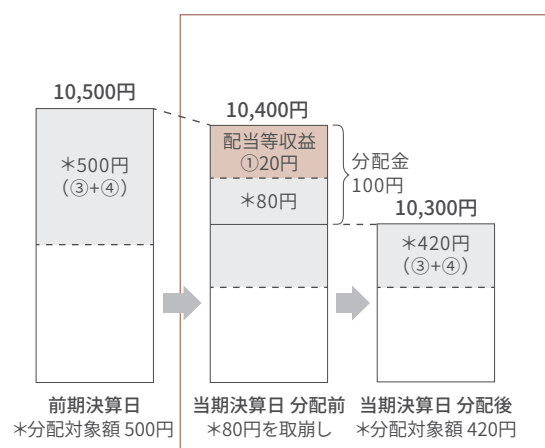 10,500円
10,400円
配当等収益
①20円
*500円
(③+④)
*80円
分配金
100円
10,300円
*420円
(③+④)
前期決算日
*分配対象額 500円
当期決算日 分配前
*80円を取崩し
当期決算日 分配後
*分配対象額 420円